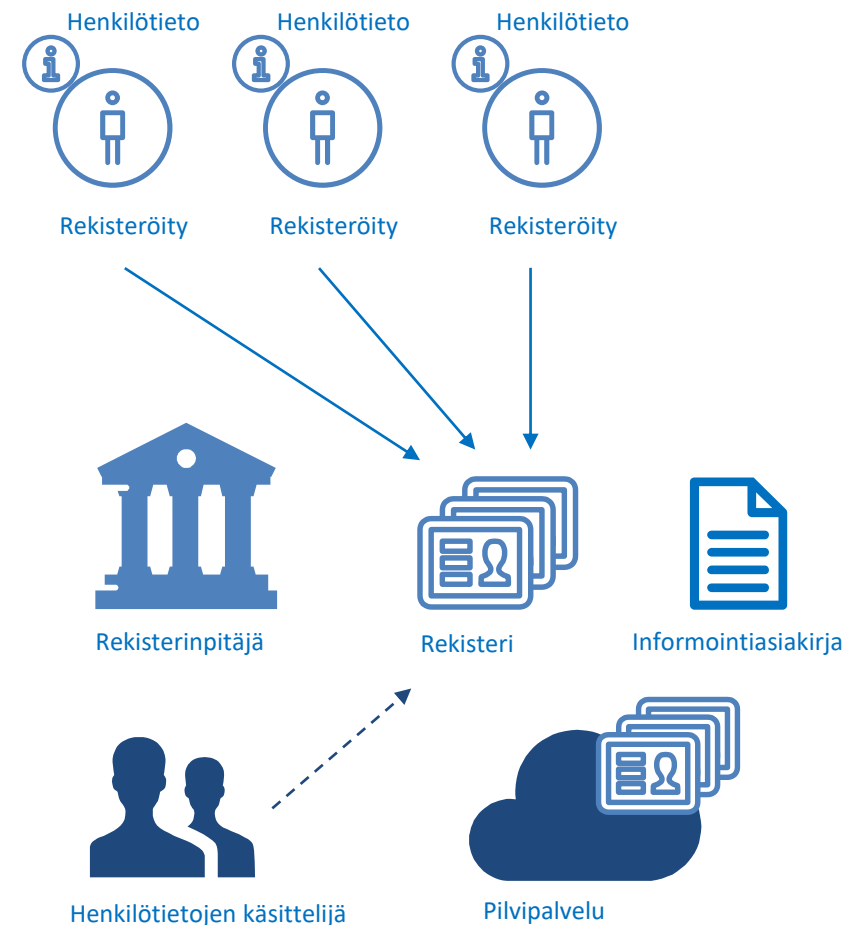 Henkilötieto
Henkilötieto
Henkilötieto
Rekisteröity
Rekisteröity
Rekisteröity
Rekisterinpitäjä
Rekisteri
Informointiasiakirja
Henkilötietojen käsittelijä
Pilvipalvelu